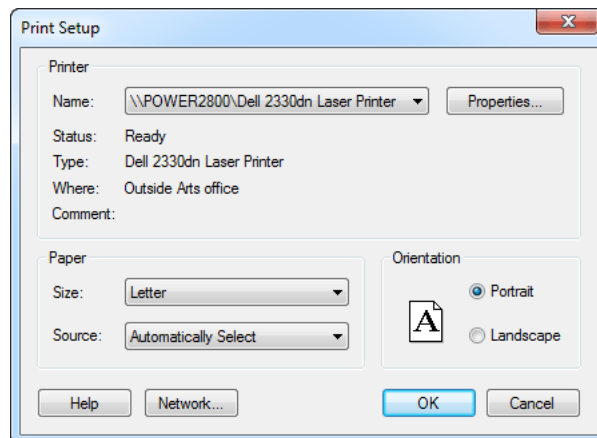 Print Setup
Printer
Name: \\POWER2800\Dell 2330dn Laser Printer Properties...
Status: Ready
Type: Dell 2330dn Laser Printer
Where: Outside Arts office
Comment:
Paper Orientation
Size: Letter Portrait
A
Source: Automatically Select Landscape
Help Network... OK Cancel